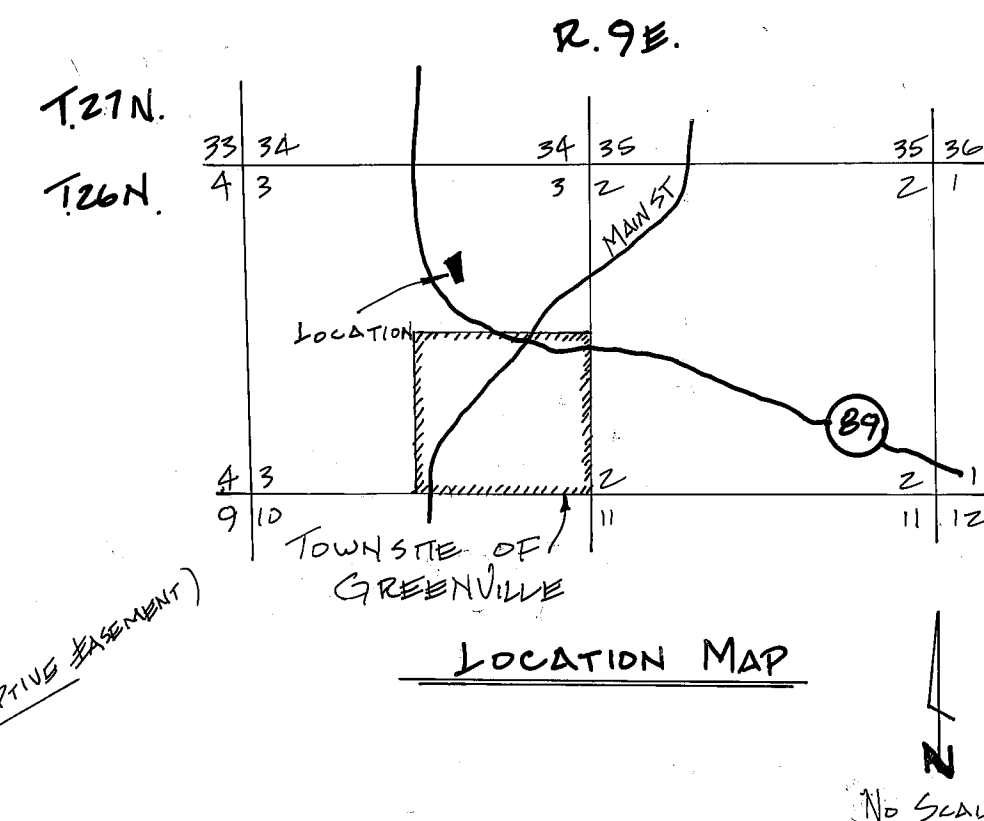 R. 9E.
T.27N.
33 34 34 35 35 36
T.26N.
4 3 3 2 2 1
MAIN ST
LOCATION
89
4 3 2 2 1
9 10 11 11 12
TOWNSITE OF
GREENVILLE
EASEMENT)
LOCATION MAP
N
NO